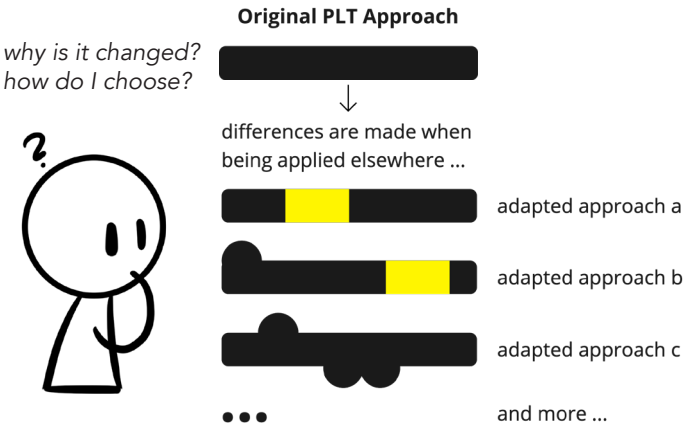 Original PLT Approach
why is it changed?
how do I choose?
?
differences are made when
being applied elsewhere ...
adapted approach a
adapted approach b
adapted approach c
and more ...